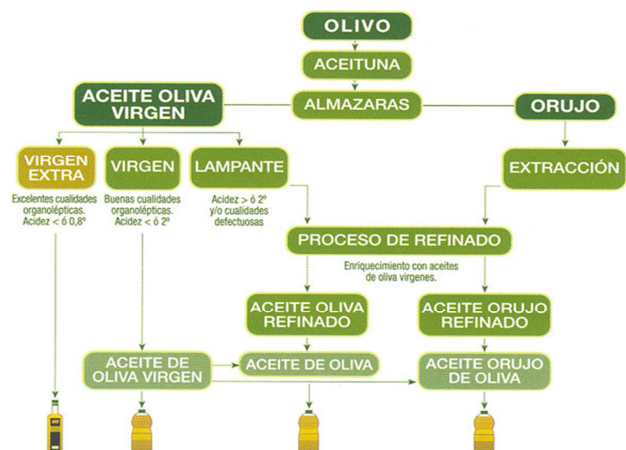 OLIVO
ACEITUNA
ALMAZARAS
ACEITE OLIVA
VIRGEN
ORUJO
VIRGEN
EXTRA
Excelentes cualidades
organolépticas.
Acidez < ó 0,8º
VIRGEN
Buenas cualidades
organolépticas.
Acidez < ó 2º
LAMPANTE
Acidez > ó 2º
y/o cualidades
defectuosas
EXTRACCIÓN
PROCESO DE REFINADO
Enriquecimiento con aceites
de oliva virgenes.
ACEITE OLIVA
REFINADO
ACEITE ORUJO
REFINADO
ACEITE DE
OLIVA VIRGEN
ACEITE DE OLIVA
ACEITE ORUJO
DE OLIVA